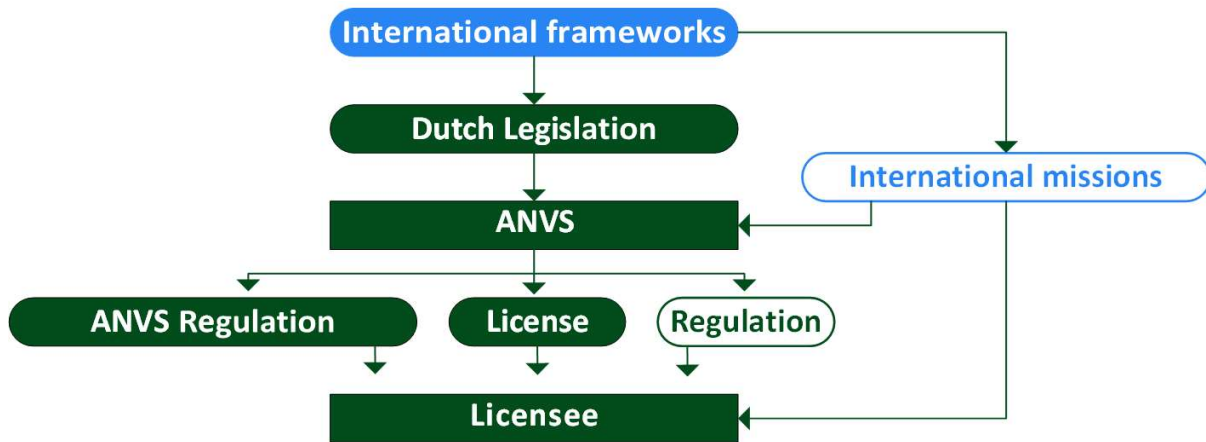 International frameworks
Dutch Legislation
International missions
ANVS
ANVS Regulation
License
Regulation
Licensee